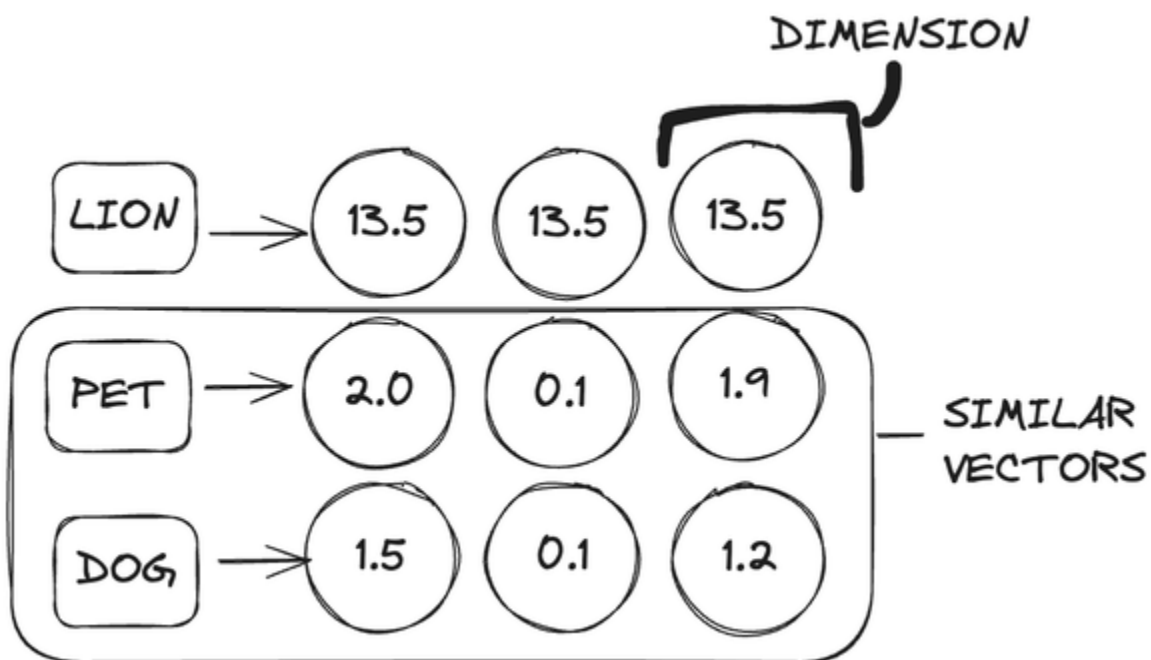 DIMENSION
LION 13.5 13.5 13.5
PET 2.0 0.1 1.9
SIMILAR
VECTORS
DOG 1.5 0.1 1.2